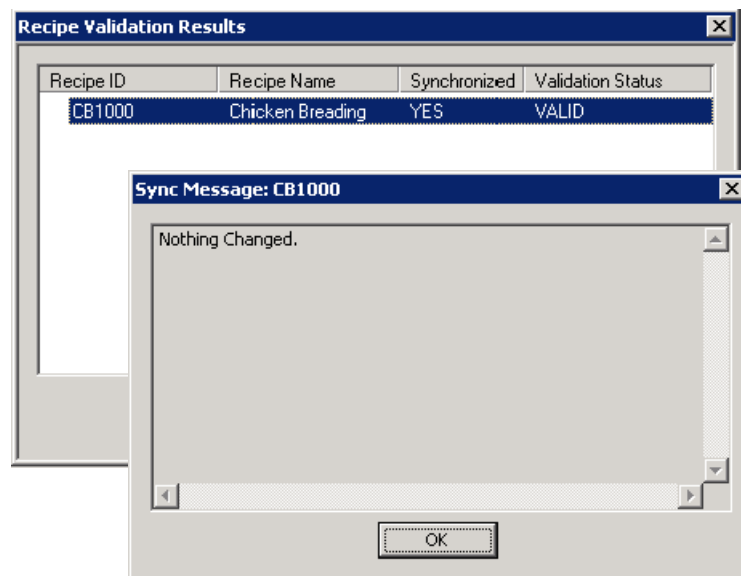 Recipe Validation Results
Recipe ID Recipe Name Synchronized Validation Status
CB1000 Chicken Breading YES VALID
Sync Message: CB1000
Nothing Changed.
OK